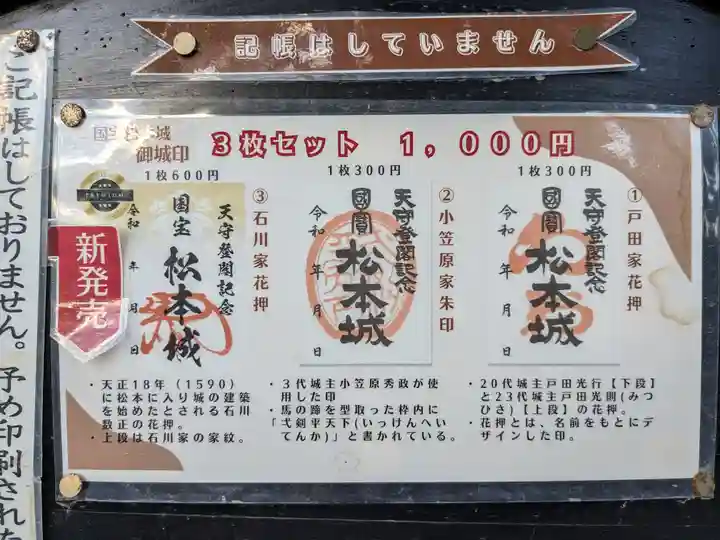 記帳はしていません
ご記帳はしておりません。予め印刷された
国宝松本城
御城印
3枚セット 1,000円
1枚300円
①戸田家花押
天守登閣記念
國寶 松本城
令和 年 月 日
・20代城主戸田光行【下段】
と23代城主戸田光則(みつ
ひさ)【上段】の花押。
・花押とは、名前をもとにデ
ザインした印。
1枚300円
②小笠原家朱印
天守登閣記念
國寶 松本城
令和 年 月 日
・3代城主小笠原秀政が使
用した印
・馬の蹄を型取った枠内に
「弌剣平天下(いっけんへい
てんか)」と書かれている。
1枚600円
③石川家花押
天守登閣記念
国宝 松本城
令和 年 月 日
新発売
・天正18年(1590)
に松本に入り城の建築
を始めたとされる石川
数正の花押。
・上段は石川家の家紋。